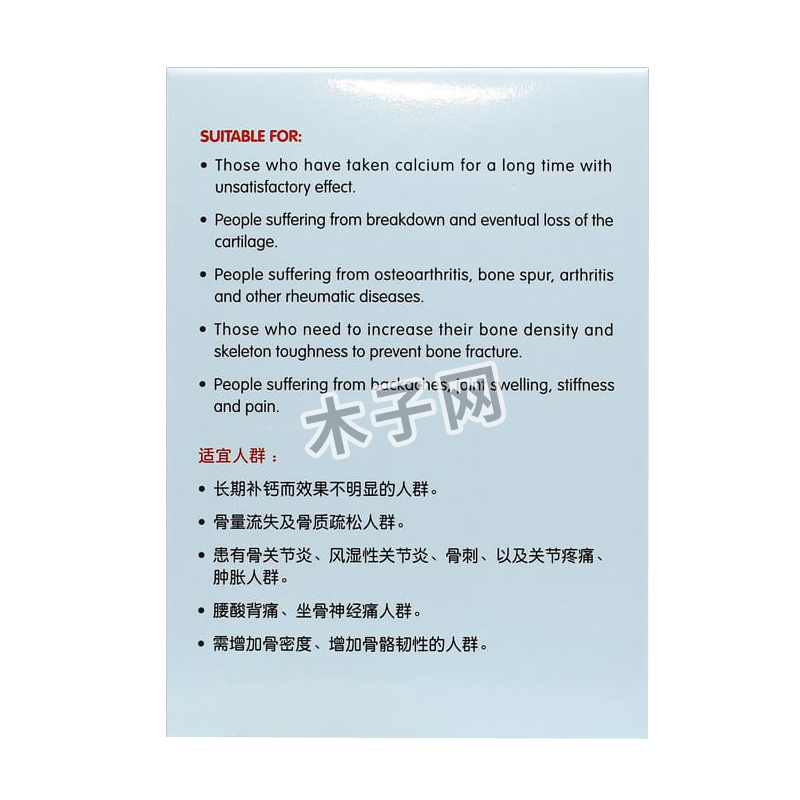 SUITABLE FOR:
• Those who have taken calcium for a long time with
unsatisfactory effect.
• People suffering from breakdown and eventual loss of the
cartilage.
• People suffering from osteoarthritis, bone spur, arthritis
and other rheumatic diseases.
• Those who need to increase their bone density and
skeleton toughness to prevent bone fracture.
• People suffering from backaches, joint swelling, stiffness
and pain.
木子网
适宜人群：
• 长期补钙而效果不明显的人群。
• 骨量流失及骨质疏松人群。
• 患有骨关节炎、风湿性关节炎、骨刺、以及关节疼痛、
肿胀人群。
• 腰酸背痛、坐骨神经痛人群。
• 需增加骨密度、增加骨骼韧性的人群。